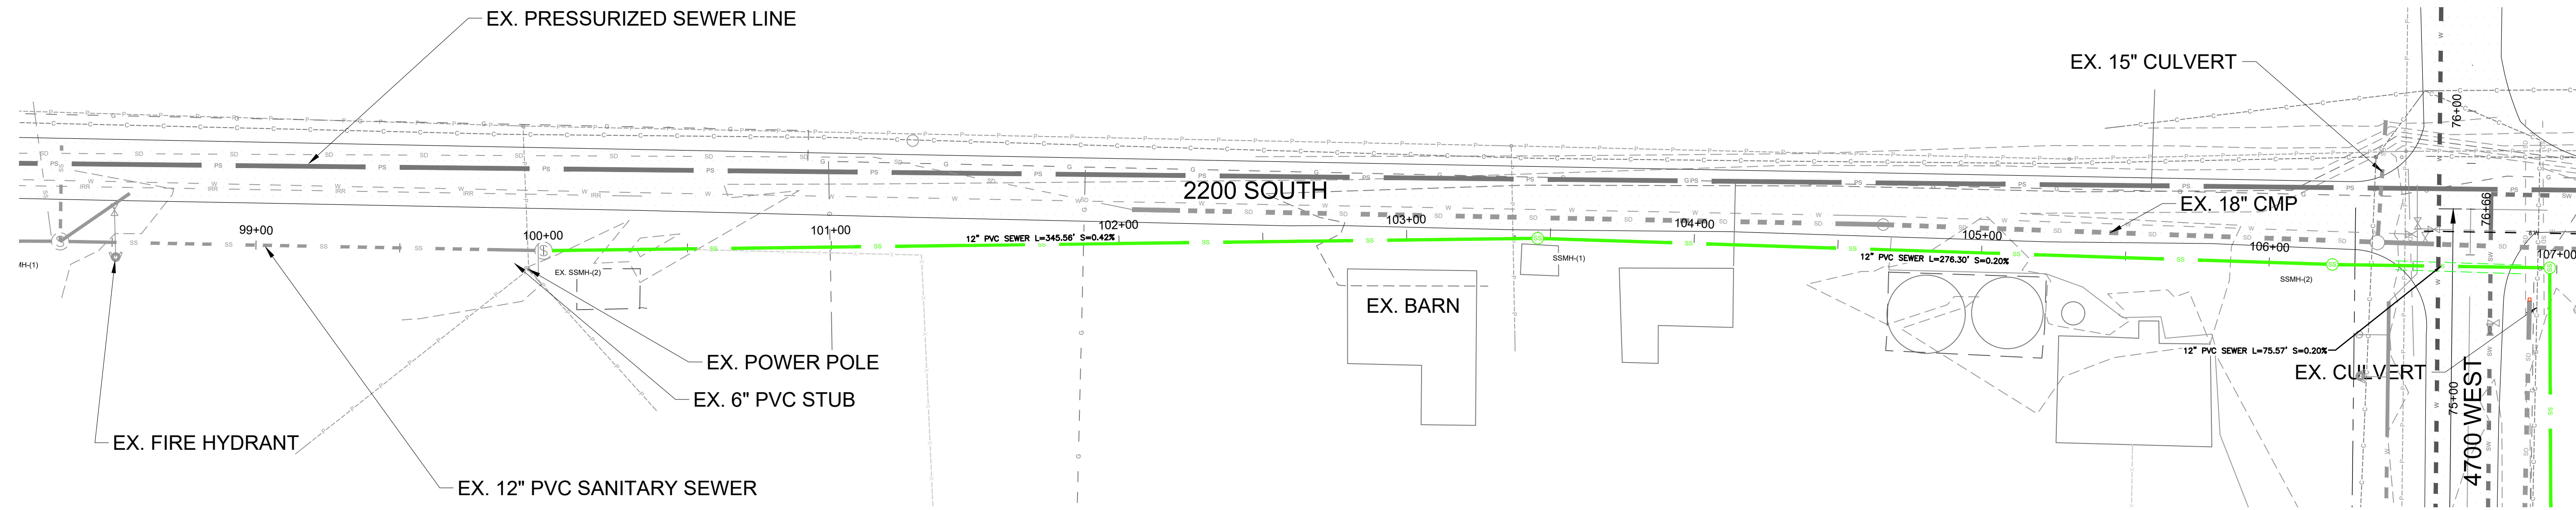 EX. PRESSURIZED SEWER LINE
EX. 15" CULVERT
76+00
2200 SOUTH
EX. 18" CMP
76+66
99+00
100+00
101+00
102+00
103+00
104+00
105+00
106+00
107+00
12" PVC SEWER L=345.56' S=0.42%
12" PVC SEWER L=276.30' S=0.20%
12" PVC SEWER L=75.57' S=0.20%
MH-(1)
EX. SSMH-(2)
SSMH-(1)
SSMH-(2)
EX. BARN
EX. POWER POLE
EX. 6" PVC STUB
EX. CULVERT
75+00
4700 WEST
EX. FIRE HYDRANT
EX. 12" PVC SANITARY SEWER